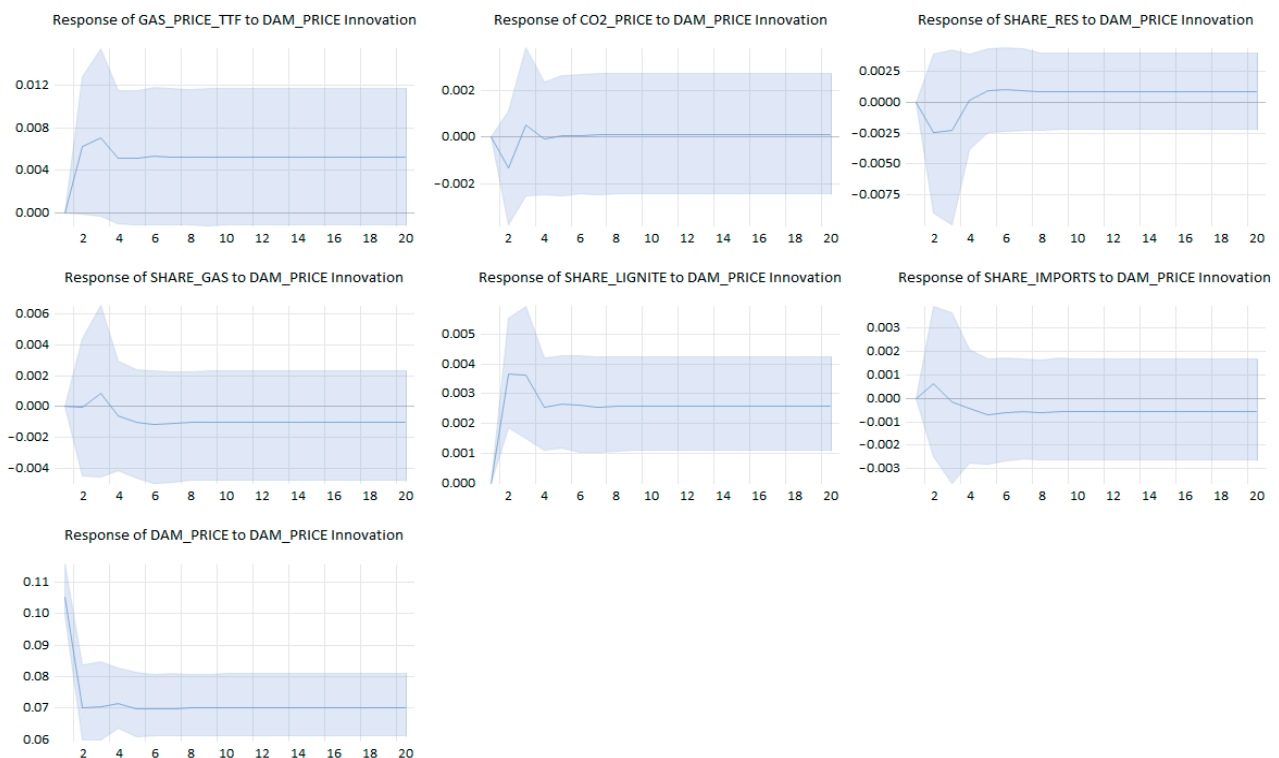 Response of GAS_PRICE_TTF to DAM_PRICE Innovation
0.012
0.008
0.004
0.000
2 4 6 8 10 12 14 16 18 20
Response of CO2_PRICE to DAM_PRICE Innovation
0.002
0.000
−0.002
2 4 6 8 10 12 14 16 18 20
Response of SHARE_RES to DAM_PRICE Innovation
0.0025
0.0000
−0.0025
−0.0050
−0.0075
2 4 6 8 10 12 14 16 18 20
Response of SHARE_GAS to DAM_PRICE Innovation
0.006
0.004
0.002
0.000
−0.002
−0.004
2 4 6 8 10 12 14 16 18 20
Response of SHARE_LIGNITE to DAM_PRICE Innovation
0.005
0.004
0.003
0.002
0.001
0.000
2 4 6 8 10 12 14 16 18 20
Response of SHARE_IMPORTS to DAM_PRICE Innovation
0.003
0.002
0.001
0.000
−0.001
−0.002
−0.003
2 4 6 8 10 12 14 16 18 20
Response of DAM_PRICE to DAM_PRICE Innovation
0.11
0.10
0.09
0.08
0.07
0.06
2 4 6 8 10 12 14 16 18 20